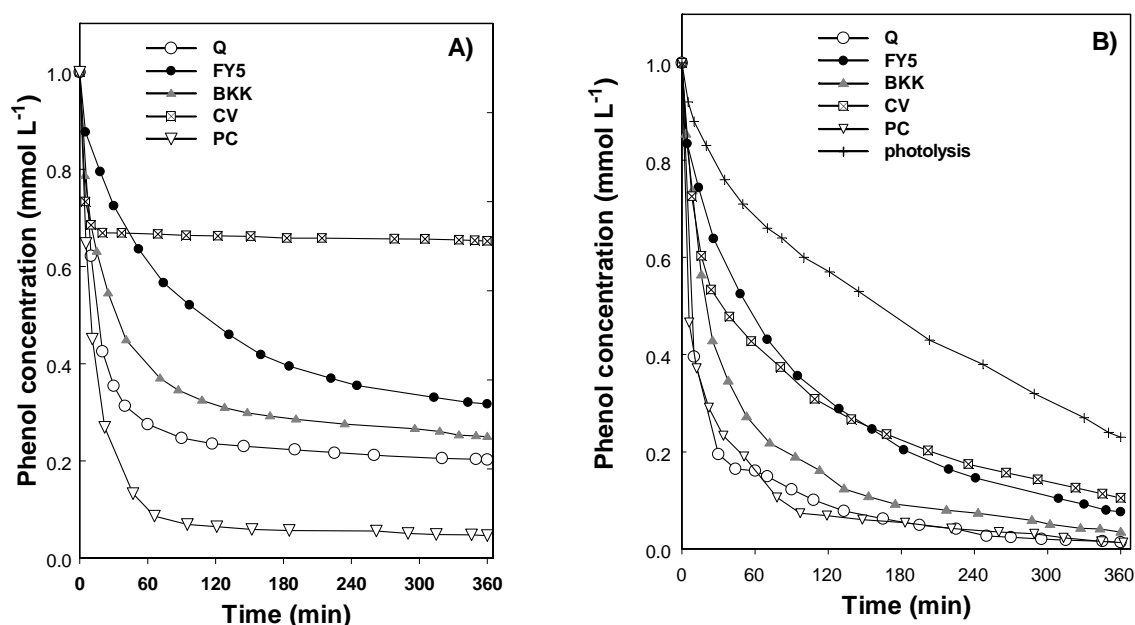 A)
Q
FY5
BKK
CV
PC
Phenol concentration (mmol L⁻¹)
1.0
0.8
0.6
0.4
0.2
0.0
0 60 120 180 240 300 360
Time (min)
B)
Q
FY5
BKK
CV
PC
photolysis
Phenol concentration (mmol L⁻¹)
1.0
0.8
0.6
0.4
0.2
0.0
0 60 120 180 240 300 360
Time (min)